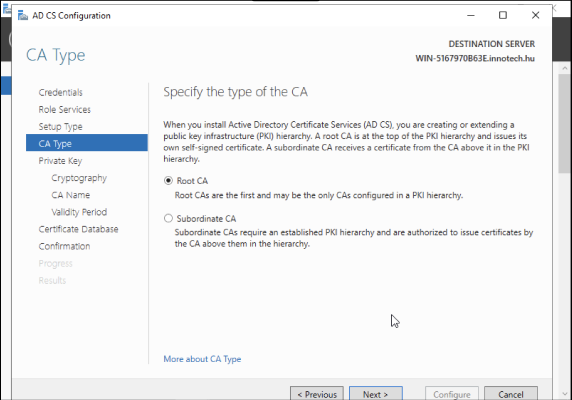 AD CS Configuration
CA Type
DESTINATION SERVER
WIN-5167970B63E.innotech.hu
Credentials
Role Services
Setup Type
CA Type
Private Key
Cryptography
CA Name
Validity Period
Certificate Database
Confirmation
Progress
Results
Specify the type of the CA
When you install Active Directory Certificate Services (AD CS), you are creating or extending a
public key infrastructure (PKI) hierarchy. A root CA is at the top of the PKI hierarchy and issues its
own self-signed certificate. A subordinate CA receives a certificate from the CA above it in the PKI
hierarchy.
Root CA
Root CAs are the first and may be the only CAs configured in a PKI hierarchy.
Subordinate CA
Subordinate CAs require an established PKI hierarchy and are authorized to issue certificates by
the CA above them in the hierarchy.
More about CA Type
< Previous
Next >
Configure
Cancel